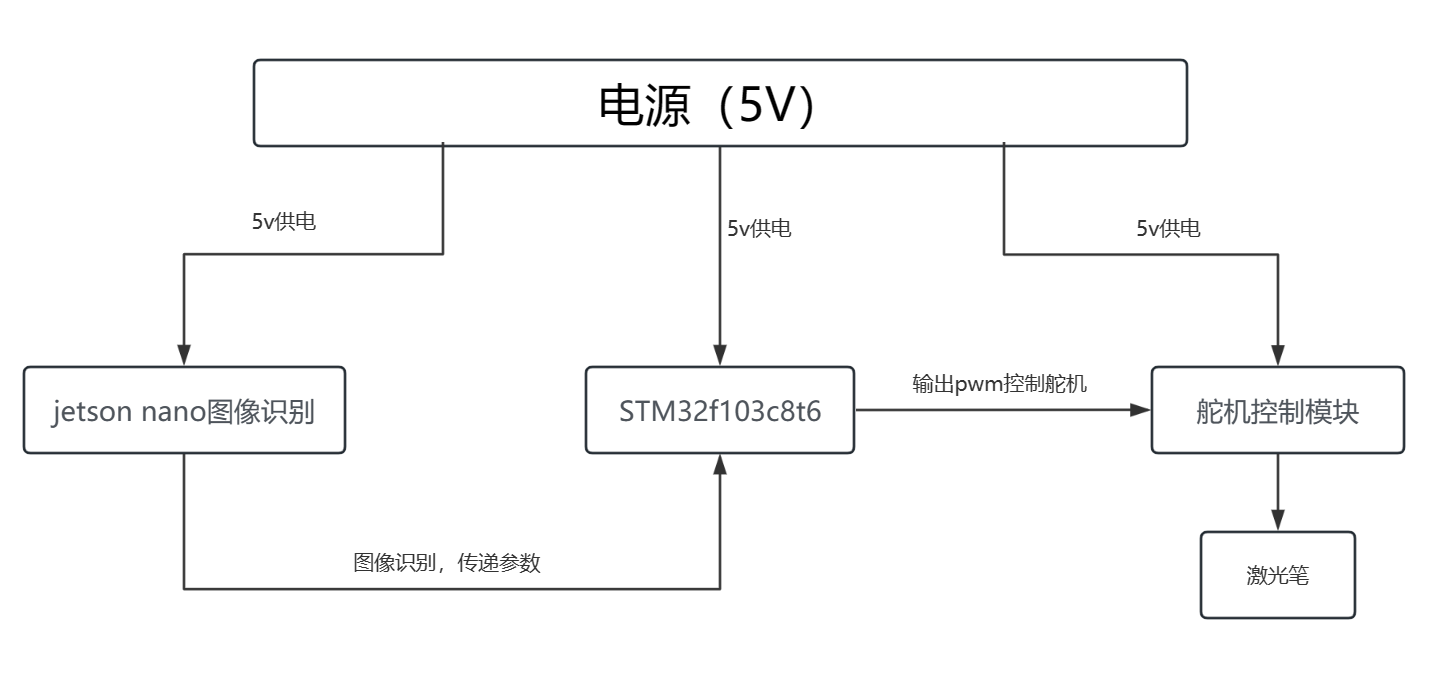 电源（5V）
5v供电
5v供电
5v供电
jetson nano图像识别
STM32f103c8t6
输出pwm控制舵机
舵机控制模块
图像识别，传递参数
激光笔